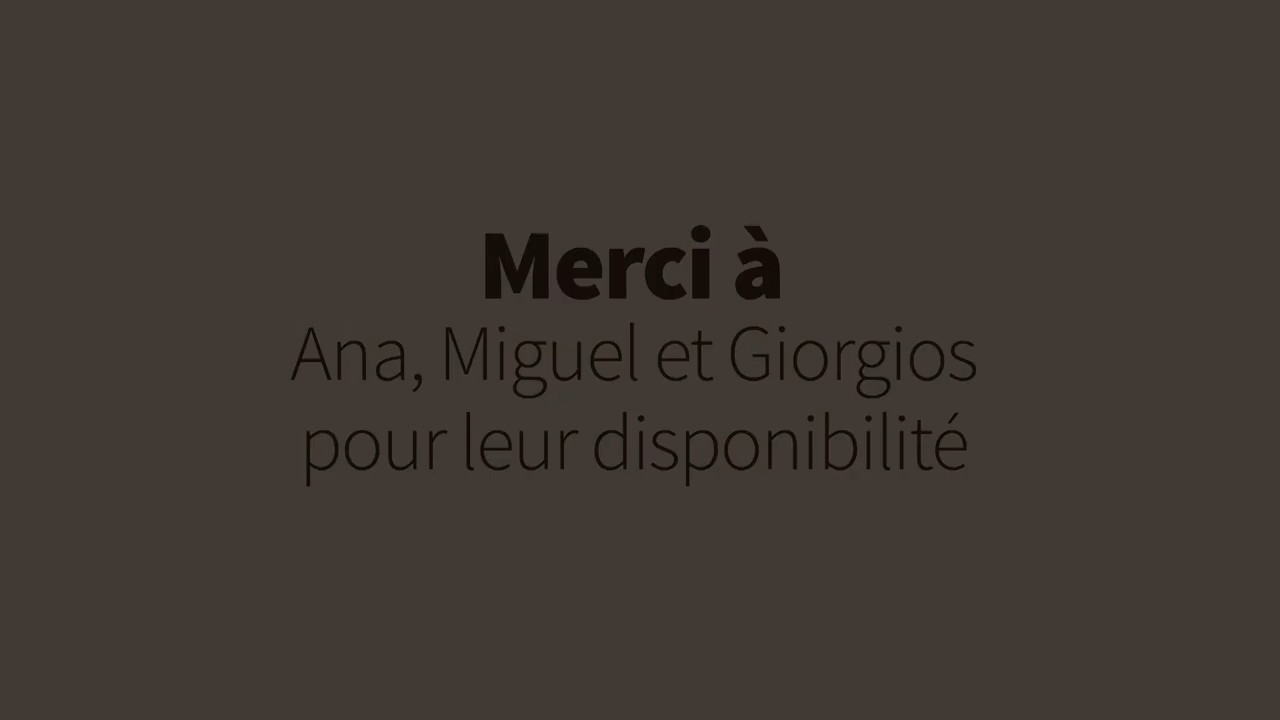 Merci à
Ana, Miguel et Giorgios
pour leur disponibilité